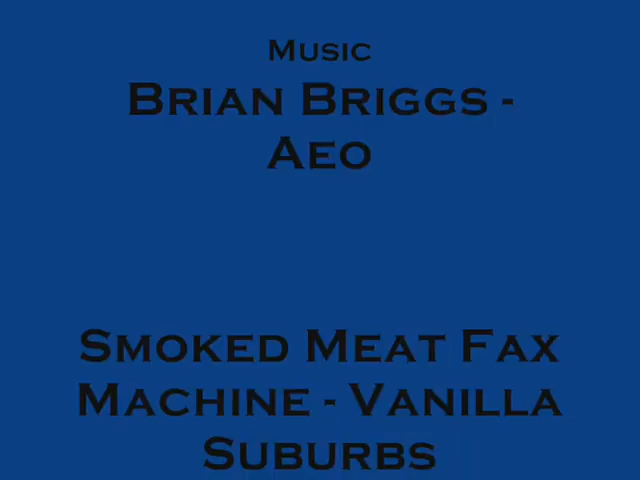 Music
Brian Briggs -
Aeo
Smoked Meat Fax
Machine - Vanilla
Suburbs